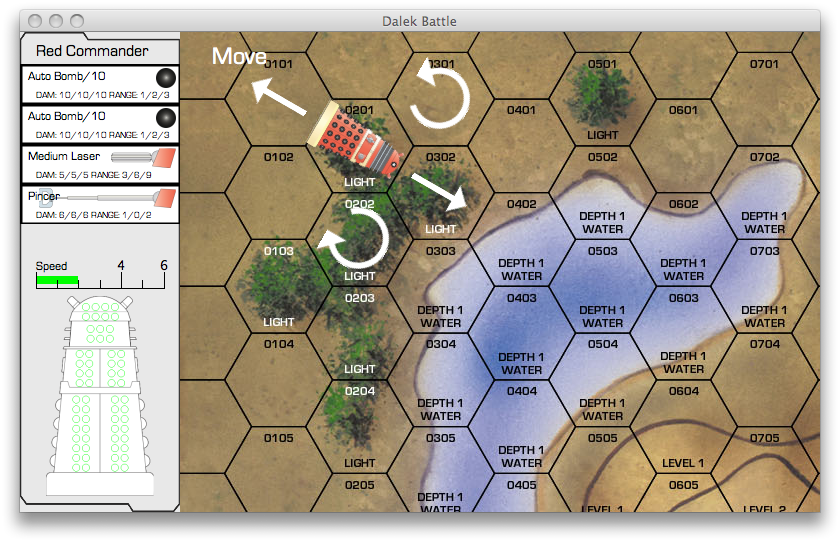 Dalek Battle
Red Commander
Auto Bomb/10
DAM: 10/10/10 RANGE: 1/2/3
Auto Bomb/10
DAM: 10/10/10 RANGE: 1/2/3
Medium Laser
DAM: 5/5/5 RANGE: 3/6/9
Pincer
DAM: 6/6/6 RANGE: 1/0/2
Speed
4
6
Move
0101
0301
0501
0701
0201
0401
0601
LIGHT
0102
0302
0502
0702
LIGHT
0202
0402
0602
LIGHT
DEPTH 1
WATER
DEPTH 1
WATER
0103
0303
0503
0703
LIGHT
DEPTH 1
WATER
DEPTH 1
WATER
0203
0403
0603
LIGHT
DEPTH 1
WATER
DEPTH 1
WATER
0104
0304
0504
0704
LIGHT
DEPTH 1
WATER
DEPTH 1
WATER
0204
0404
0604
DEPTH 1
WATER
0105
0305
0505
0705
LIGHT
DEPTH 1
WATER
LEVEL 1
0205
0405
0605
DEPTH 1
WATER
LEVEL 1
LEVEL 2